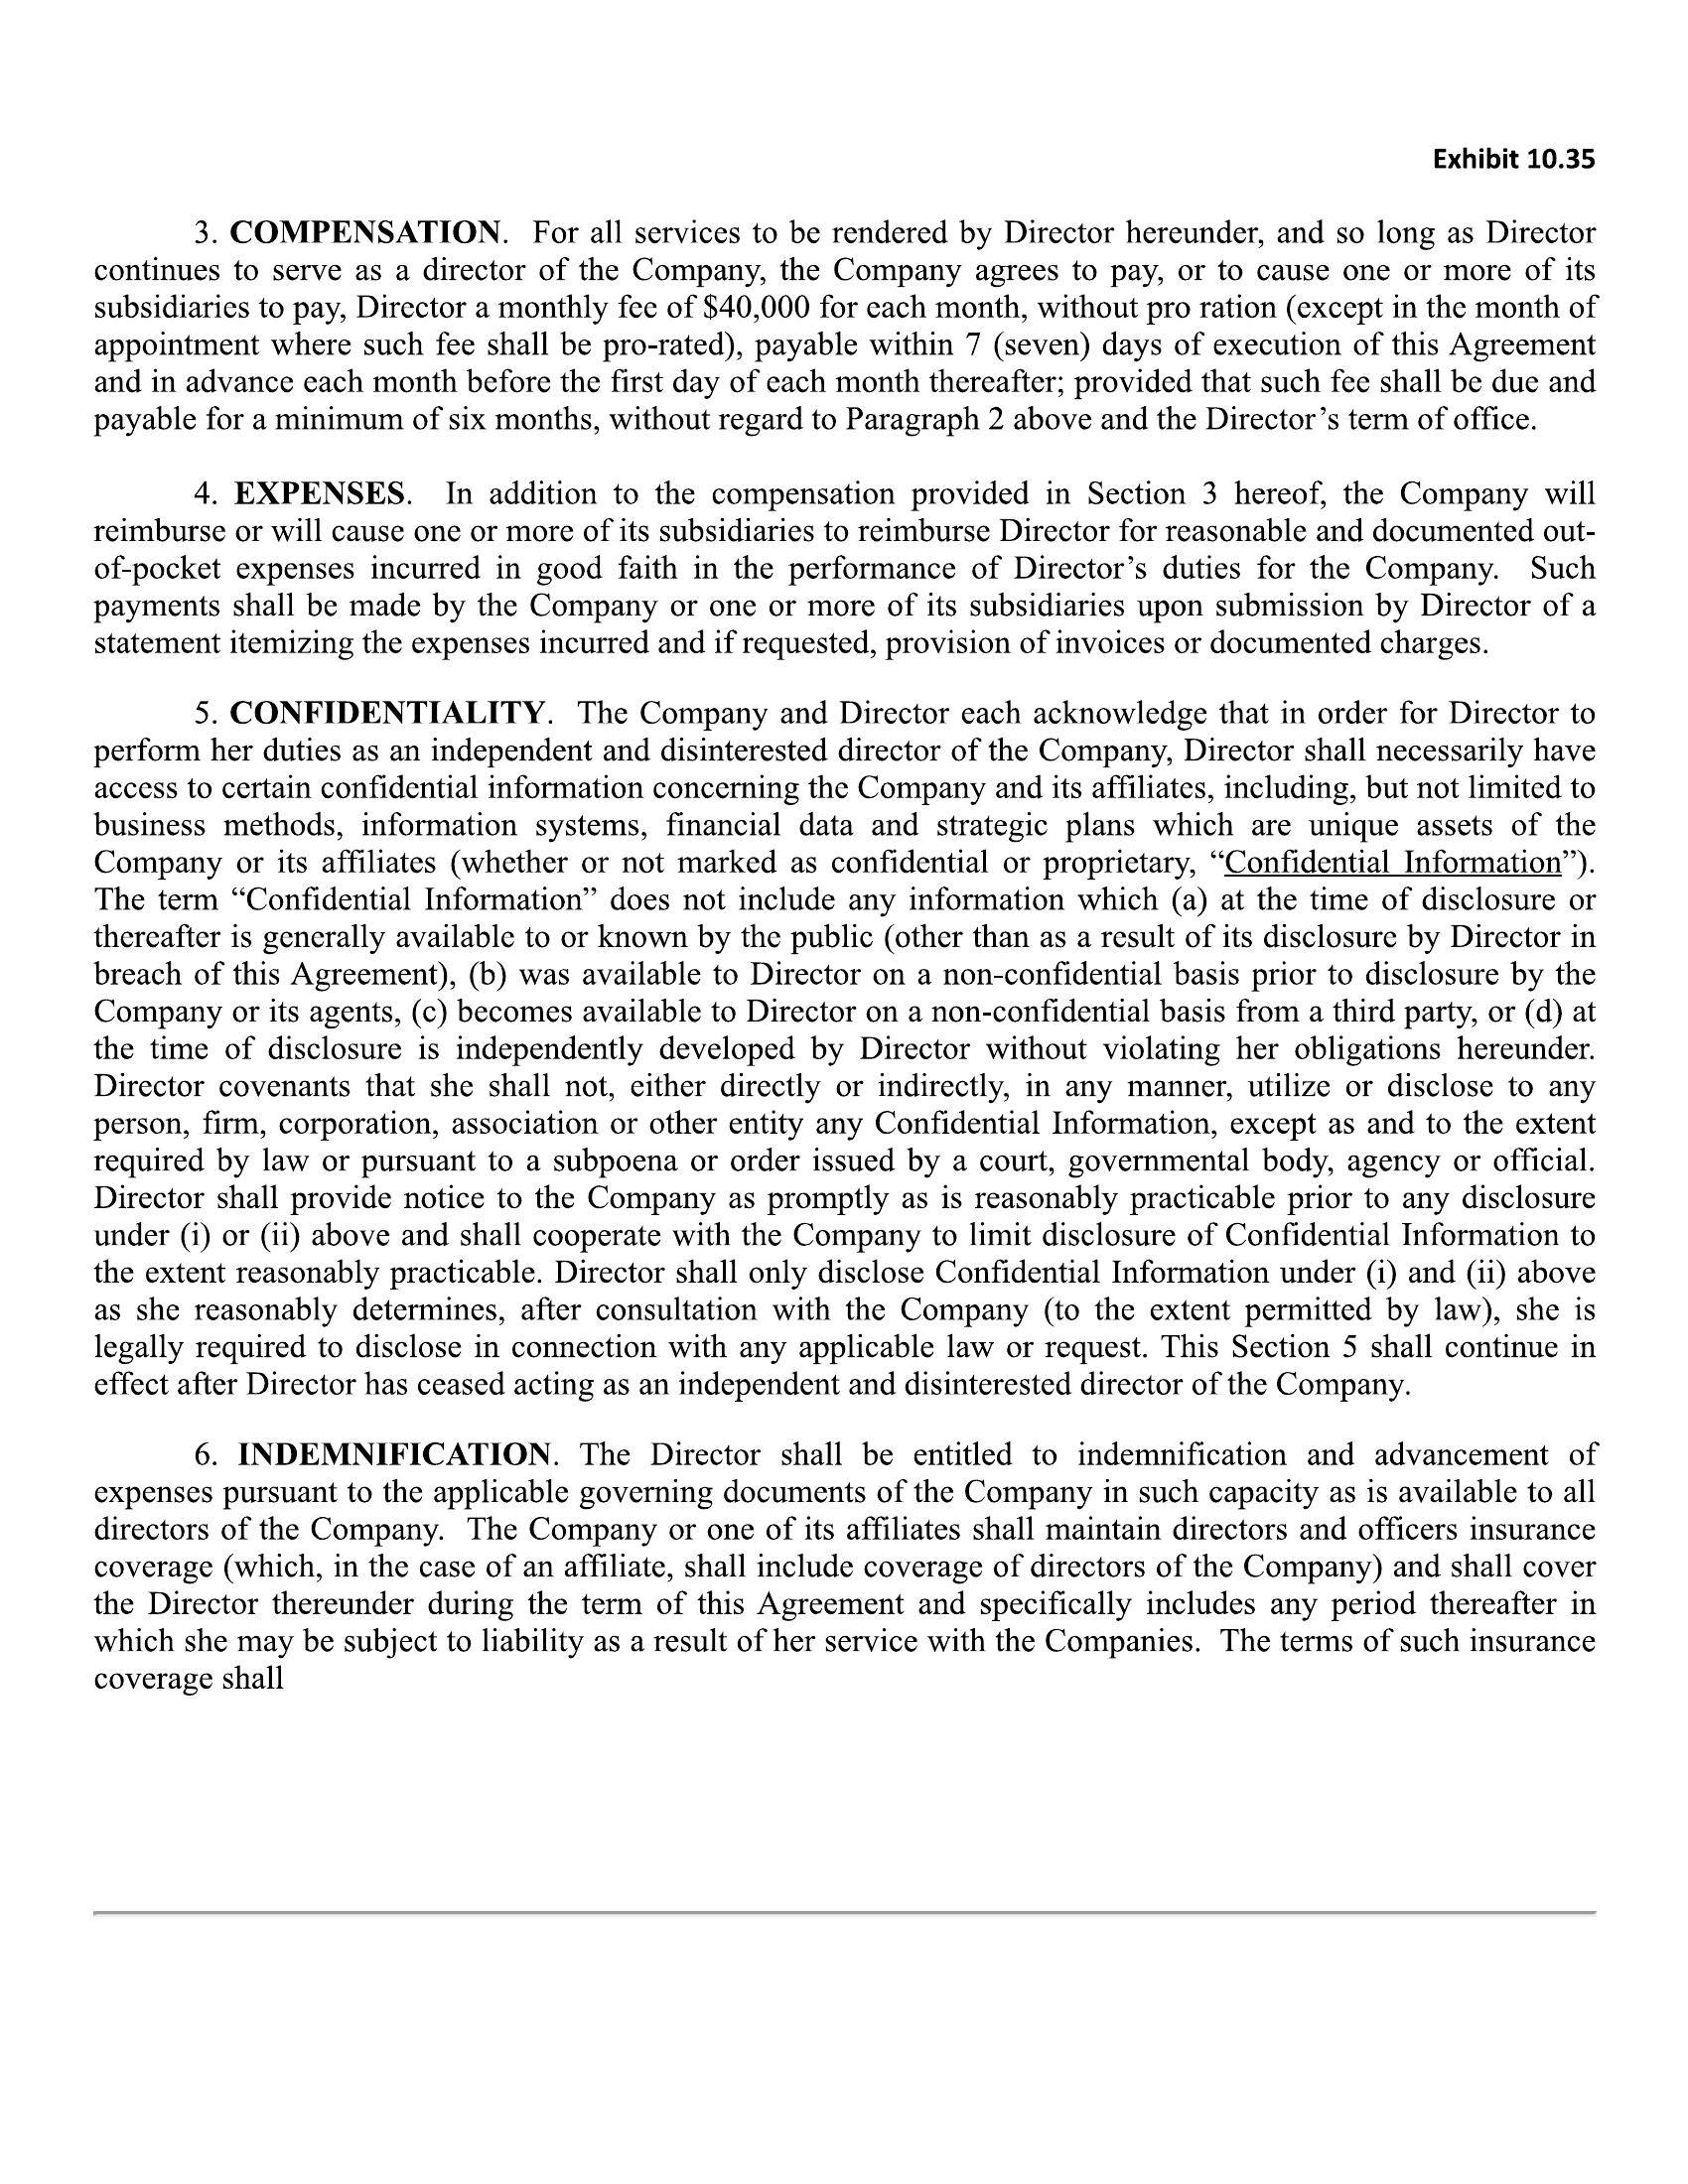 Exhibit 10.35
3. COMPENSATION. For all services to be rendered by Director hereunder, and so long as Director
continues to serve as a director of the Company, the Company agrees to pay, or to cause one or more of its
subsidiaries to pay, Director a monthly fee of $40,000 for each month, without pro ration (except in the month of
appointment where such fee shall be pro-rated), payable within 7 (seven) days of execution of this Agreement
and in advance each month before the first day of each month thereafter; provided that such fee shall be due and
payable for a minimum of six months, without regard to Paragraph 2 above and the Director’s term of office.
4. EXPENSES. In addition to the compensation provided in Section 3 hereof, the Company will
reimburse or will cause one or more of its subsidiaries to reimburse Director for reasonable and documented out-
of-pocket expenses incurred in good faith in the performance of Director’s duties for the Company. Such
payments shall be made by the Company or one or more of its subsidiaries upon submission by Director of a
statement itemizing the expenses incurred and if requested, provision of invoices or documented charges.
5. CONFIDENTIALITY. The Company and Director each acknowledge that in order for Director to
perform her duties as an independent and disinterested director of the Company, Director shall necessarily have
access to certain confidential information concerning the Company and its affiliates, including, but not limited to
business methods, information systems, financial data and strategic plans which are unique assets of the
Company or its affiliates (whether or not marked as confidential or proprietary, “Confidential Information”).
The term “Confidential Information” does not include any information which (a) at the time of disclosure or
thereafter is generally available to or known by the public (other than as a result of its disclosure by Director in
breach of this Agreement), (b) was available to Director on a non-confidential basis prior to disclosure by the
Company or its agents, (c) becomes available to Director on a non-confidential basis from a third party, or (d) at
the time of disclosure is independently developed by Director without violating her obligations hereunder.
Director covenants that she shall not, either directly or indirectly, in any manner, utilize or disclose to any
person, firm, corporation, association or other entity any Confidential Information, except as and to the extent
required by law or pursuant to a subpoena or order issued by a court, governmental body, agency or official.
Director shall provide notice to the Company as promptly as is reasonably practicable prior to any disclosure
under (i) or (ii) above and shall cooperate with the Company to limit disclosure of Confidential Information to
the extent reasonably practicable. Director shall only disclose Confidential Information under (i) and (ii) above
as she reasonably determines, after consultation with the Company (to the extent permitted by law), she is
legally required to disclose in connection with any applicable law or request. This Section 5 shall continue in
effect after Director has ceased acting as an independent and disinterested director of the Company.
6. INDEMNIFICATION. The Director shall be entitled to indemnification and advancement of
expenses pursuant to the applicable governing documents of the Company in such capacity as is available to all
directors of the Company. The Company or one of its affiliates shall maintain directors and officers insurance
coverage (which, in the case of an affiliate, shall include coverage of directors of the Company) and shall cover
the Director thereunder during the term of this Agreement and specifically includes any period thereafter in
which she may be subject to liability as a result of her service with the Companies. The terms of such insurance
coverage shall